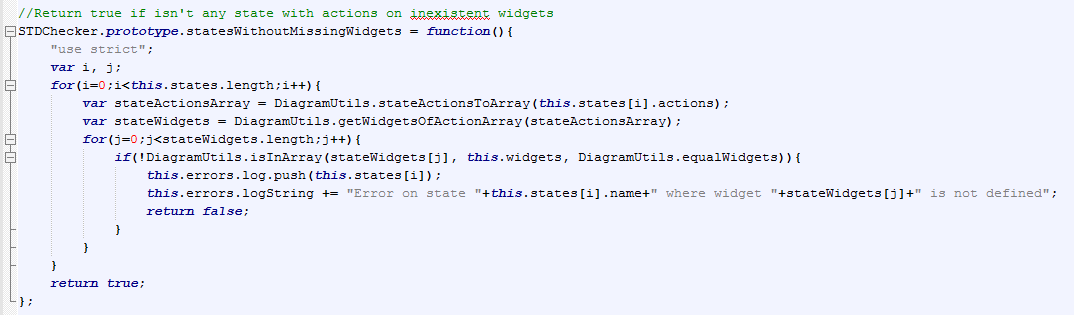 //Return true if isn't any state with actions on inexistent widgets
STDChecker.prototype.statesWithoutMissingWidgets = function(){
    "use strict";
    var i, j;
    for(i=0;i<this.states.length;i++){
        var stateActionsArray = DiagramUtils.stateActionsToArray(this.states[i].actions);
        var stateWidgets = DiagramUtils.getWidgetsOfActionArray(stateActionsArray);
        for(j=0;j<stateWidgets.length;j++){
            if(!DiagramUtils.isInArray(stateWidgets[j], this.widgets, DiagramUtils.equalWidgets)){
                this.errors.log.push(this.states[i]);
                this.errors.logString += "Error on state "+this.states[i].name+" where widget "+stateWidgets[j]+" is not defined";
                return false;
            }
        }
    }
    return true;
};